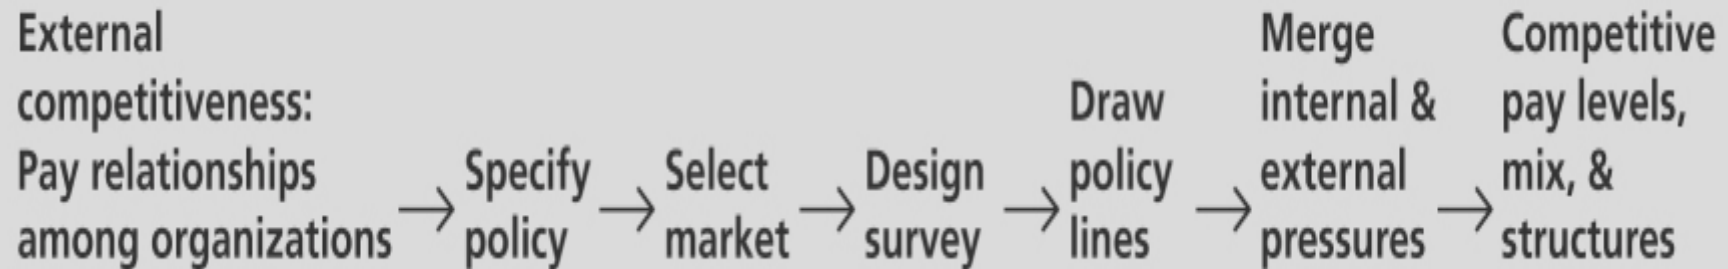 External
competitiveness:
Pay relationships
among organizations
→ Specify
policy
→ Select
market
→ Design
survey
→ Draw
policy
lines
→ Merge
internal &
external
pressures
→ Competitive
pay levels,
mix, &
structures